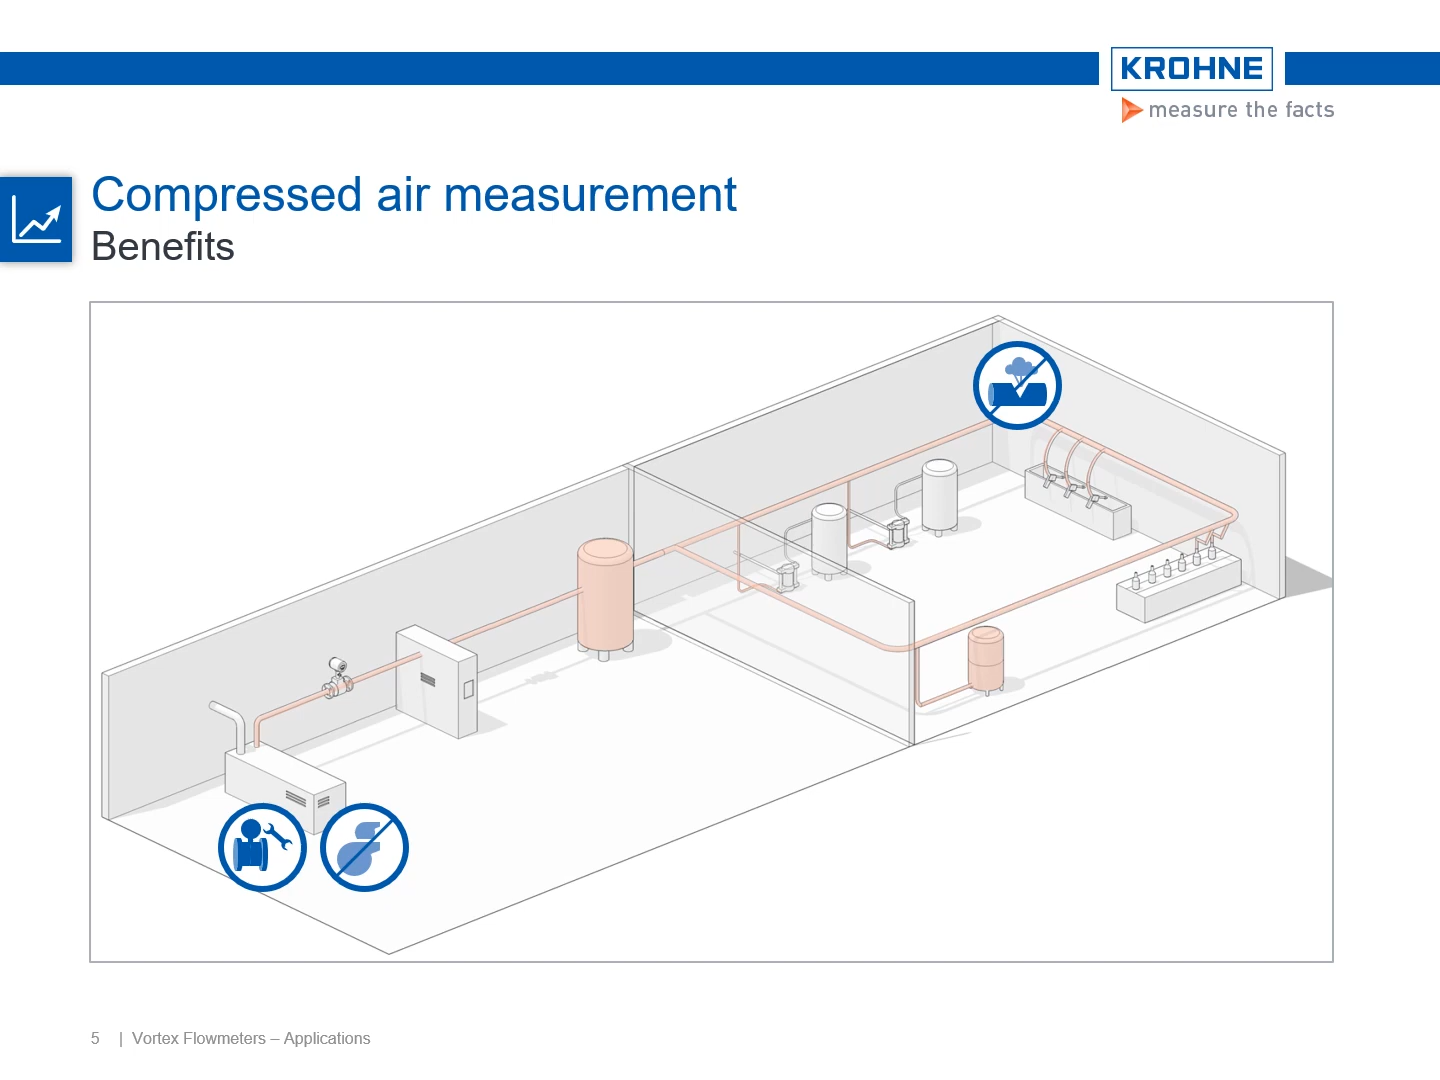 KROHNE
measure the facts
Compressed air measurement
Benefits
5 | Vortex Flowmeters – Applications